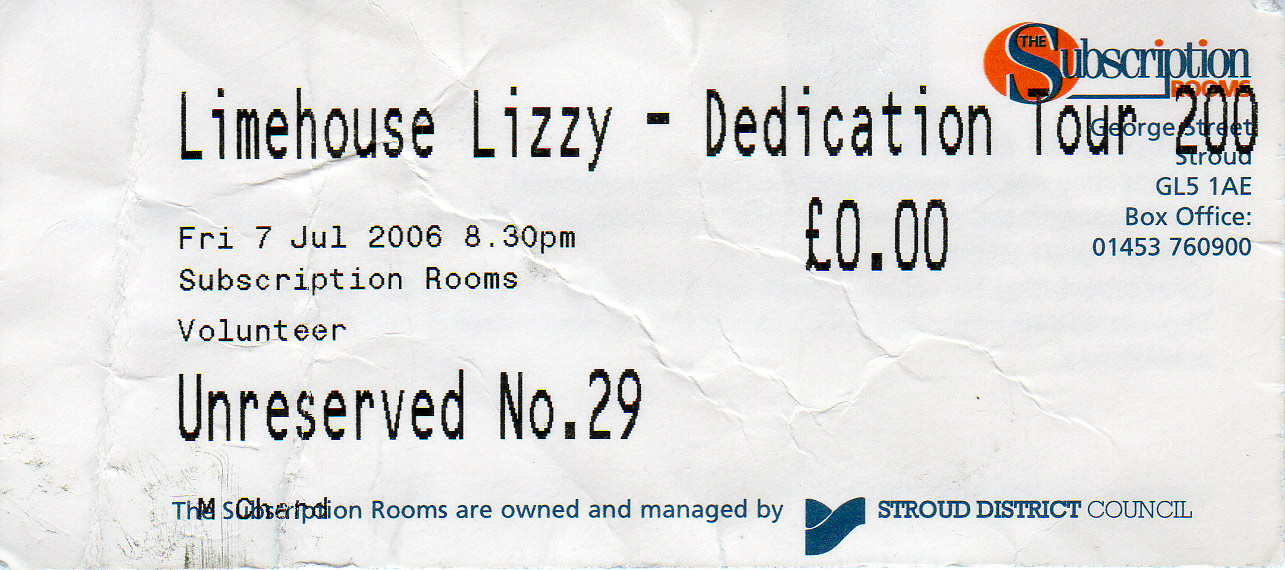 THE Subscription
ROOMS
Limehouse Lizzy - Dedication Tour 200
George Street
Stroud
GL5 1AE
Box Office:
01453 760900
£0.00
Fri 7 Jul 2006 8.30pm
Subscription Rooms
Volunteer
Unreserved No.29
M Chard
The Subscription Rooms are owned and managed by
STROUD DISTRICT COUNCIL